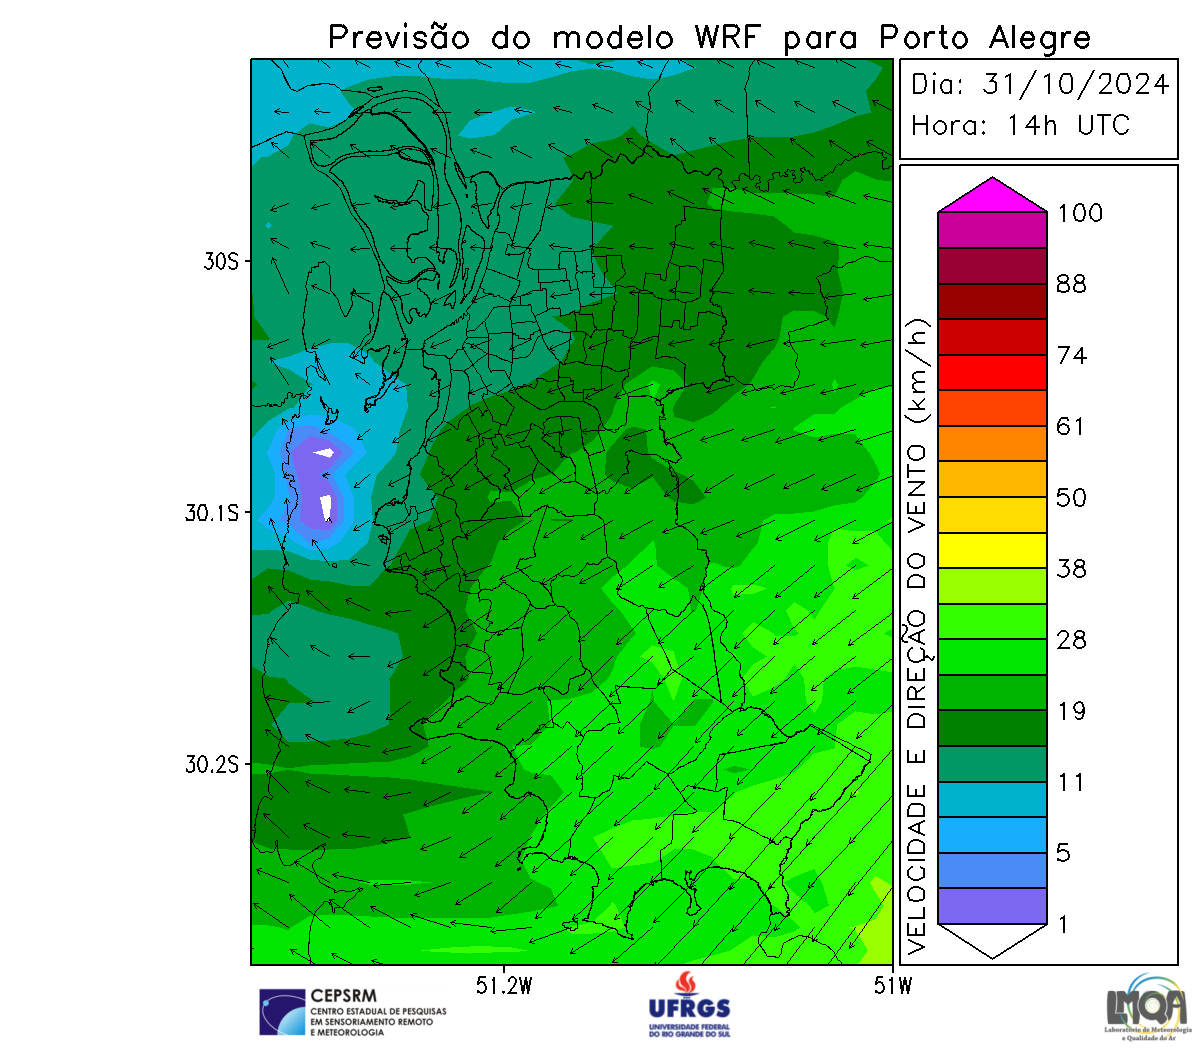 Previsão do modelo WRF para Porto Alegre
Dia: 31/10/2024
Hora: 14h UTC
30S
30.1S
30.2S
51.2W
51W
VELOCIDADE E DIREÇÃO DO VENTO (km/h)
100
88
74
61
50
38
28
19
11
5
1
CEPSRM
CENTRO ESTADUAL DE PESQUISAS
EM SENSORIAMENTO REMOTO
E METEOROLOGIA
UFRGS
UNIVERSIDADE FEDERAL
DO RIO GRANDE DO SUL
LMQA
Laboratório de Meteorologia
e Qualidade do Ar